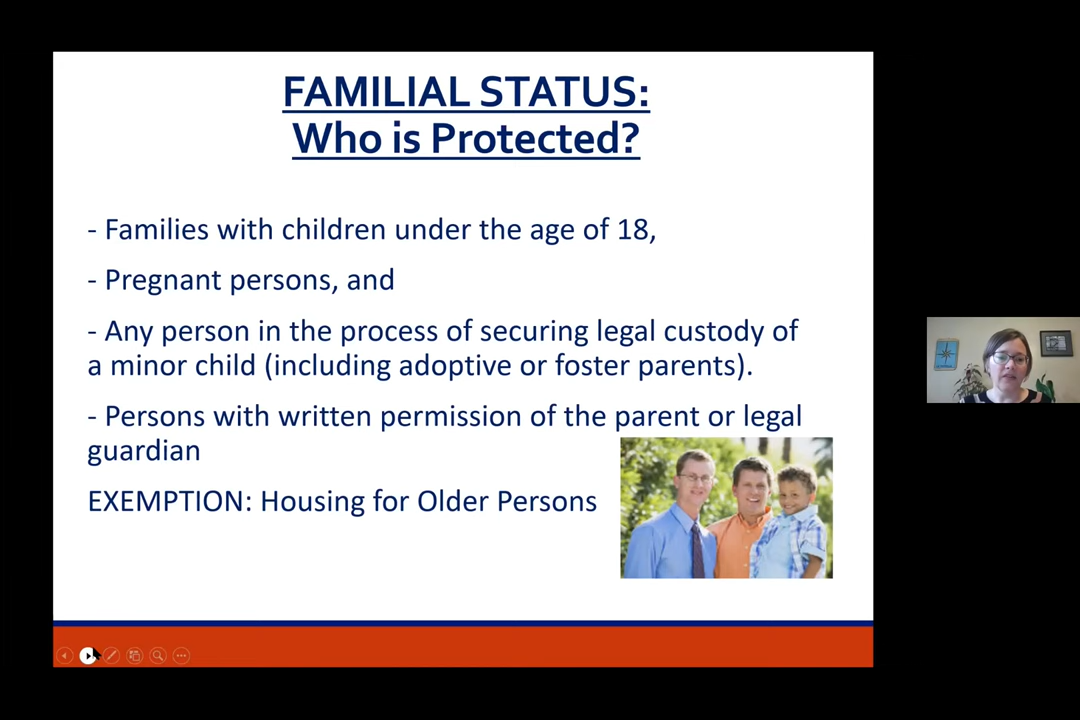 FAMILIAL STATUS:
Who is Protected?
- Families with children under the age of 18,
- Pregnant persons, and
- Any person in the process of securing legal custody of
a minor child (including adoptive or foster parents).
- Persons with written permission of the parent or legal
guardian
EXEMPTION: Housing for Older Persons